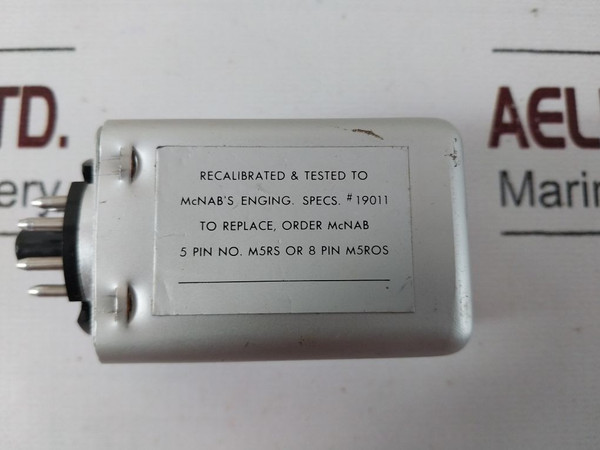 RECALIBRATED & TESTED TO
McNAB'S ENGING. SPECS. #19011
TO REPLACE, ORDER McNAB
5 PIN NO. M5RS OR 8 PIN M5ROS
TD.
ery
AEL
Marin